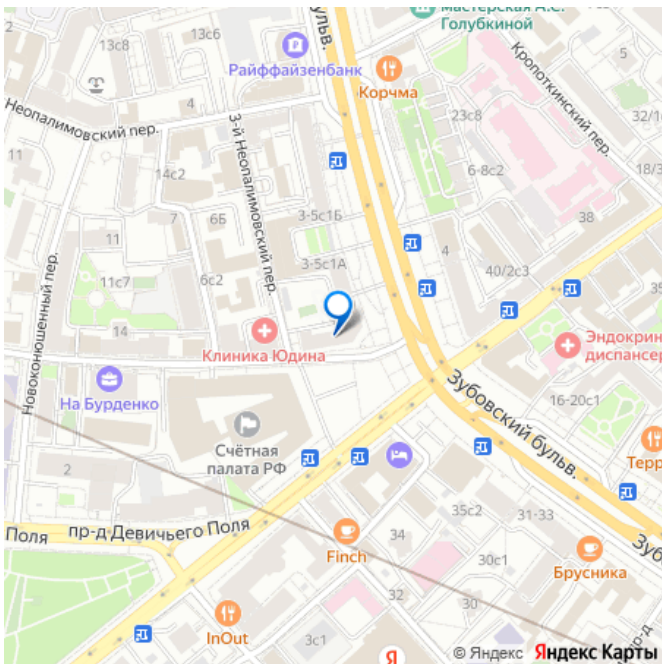 мастерская А.С.
Голубкиной
13с8
13с6
бульв.
Райффайзенбанк
Корчма
Кропоткинский пер.
5
4
Неопалимовский пер.
23с8
32/1
3-й Неопалимовский пер.
11
14с2
6-8с2
18/3
7
6Б
3-5с1Б
38
11
4
3-5с1А
40/2с3
11с7
6с2
Новоконюшенный пер.
14
Клиника Юдина
Эндокрин
диспансер
На Бурденко
Зубовский бульв.
16-20с1
Счётная
палата РФ
Терр
2
35с2
31-33
Поля
пр-д Девичьего Поля
34
Finch
30с1
Зубо
Брусника
32
30
InOut
3с1
р-д
Я
© Яндекс Яндекс Карты